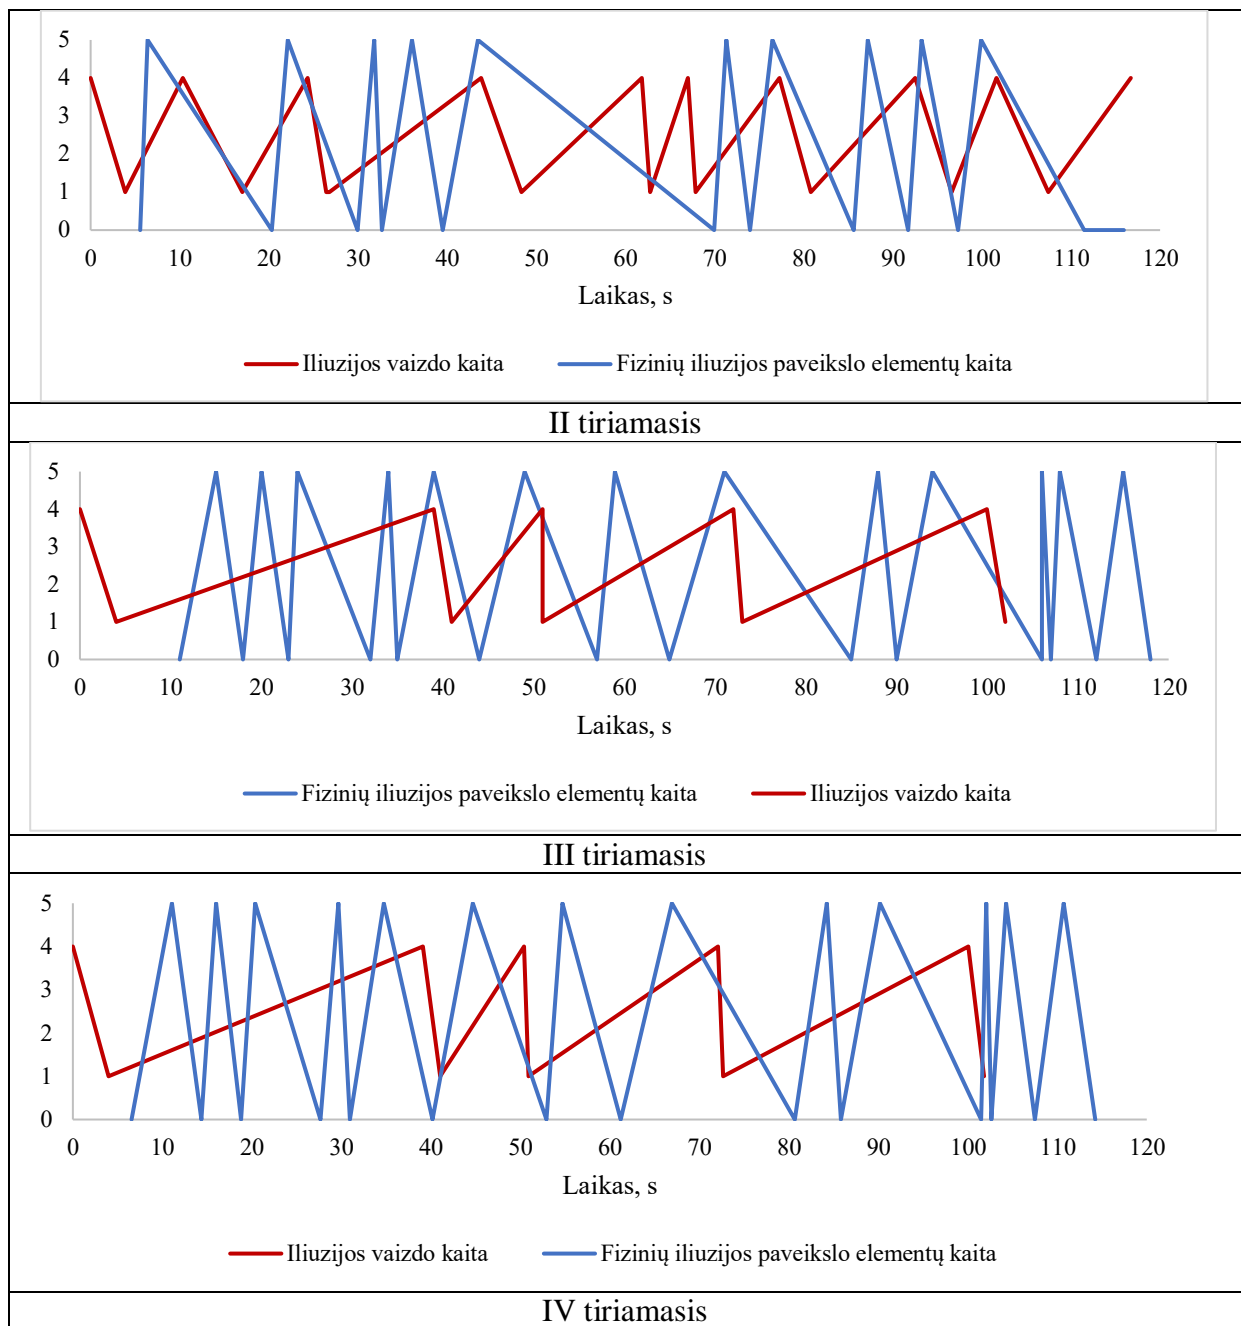 5
4
3
2
1
0
0 10 20 30 40 50 60 70 80 90 100 110 120
Laikas, s
Iliuzijos vaizdo kaita Fizinių iliuzijos paveikslo elementų kaita
II tiriamasis
5
4
3
2
1
0
0 10 20 30 40 50 60 70 80 90 100 110 120
Laikas, s
Fizinių iliuzijos paveikslo elementų kaita Iliuzijos vaizdo kaita
III tiriamasis
5
4
3
2
1
0
0 10 20 30 40 50 60 70 80 90 100 110 120
Laikas, s
Iliuzijos vaizdo kaita Fizinių iliuzijos paveikslo elementų kaita
IV tiriamasis